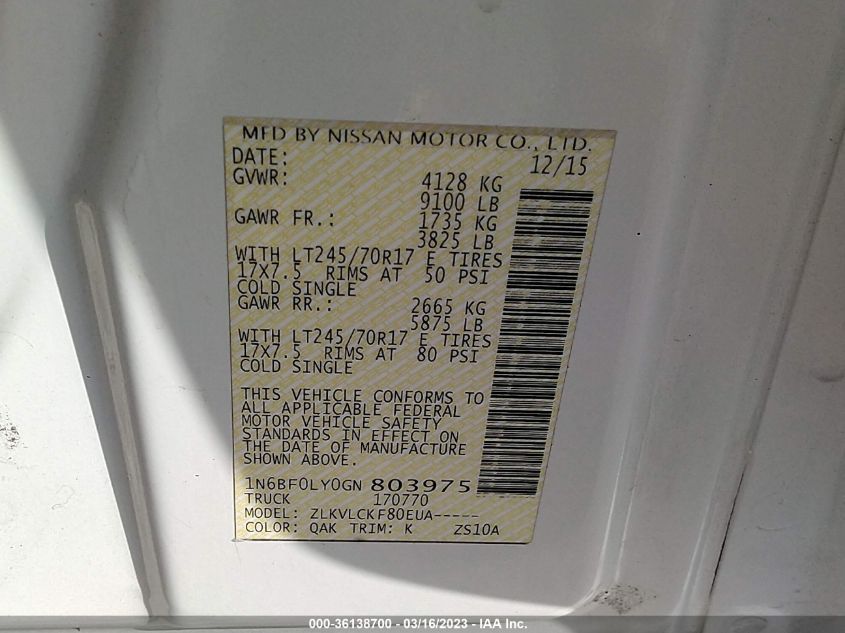 MFD BY NISSAN MOTOR CO., LTD.
DATE: 12/15
GVWR: 4128 KG
9100 LB
GAWR FR.: 1735 KG
3825 LB
WITH LT245/70R17 E TIRES
17X7.5 RIMS AT 50 PSI
COLD SINGLE
GAWR RR.: 2665 KG
5875 LB
WITH LT245/70R17 E TIRES
17X7.5 RIMS AT 80 PSI
COLD SINGLE
THIS VEHICLE CONFORMS TO
ALL APPLICABLE FEDERAL
MOTOR VEHICLE SAFETY
STANDARDS IN EFFECT ON
THE DATE OF MANUFACTURE
SHOWN ABOVE.
1N6BF0LY0GN 803975
TRUCK 170770
MODEL: ZLKVLCKF80EUA-----
COLOR: QAK TRIM: K ZS10A
000-36138700 - 03/16/2023 - IAA Inc.